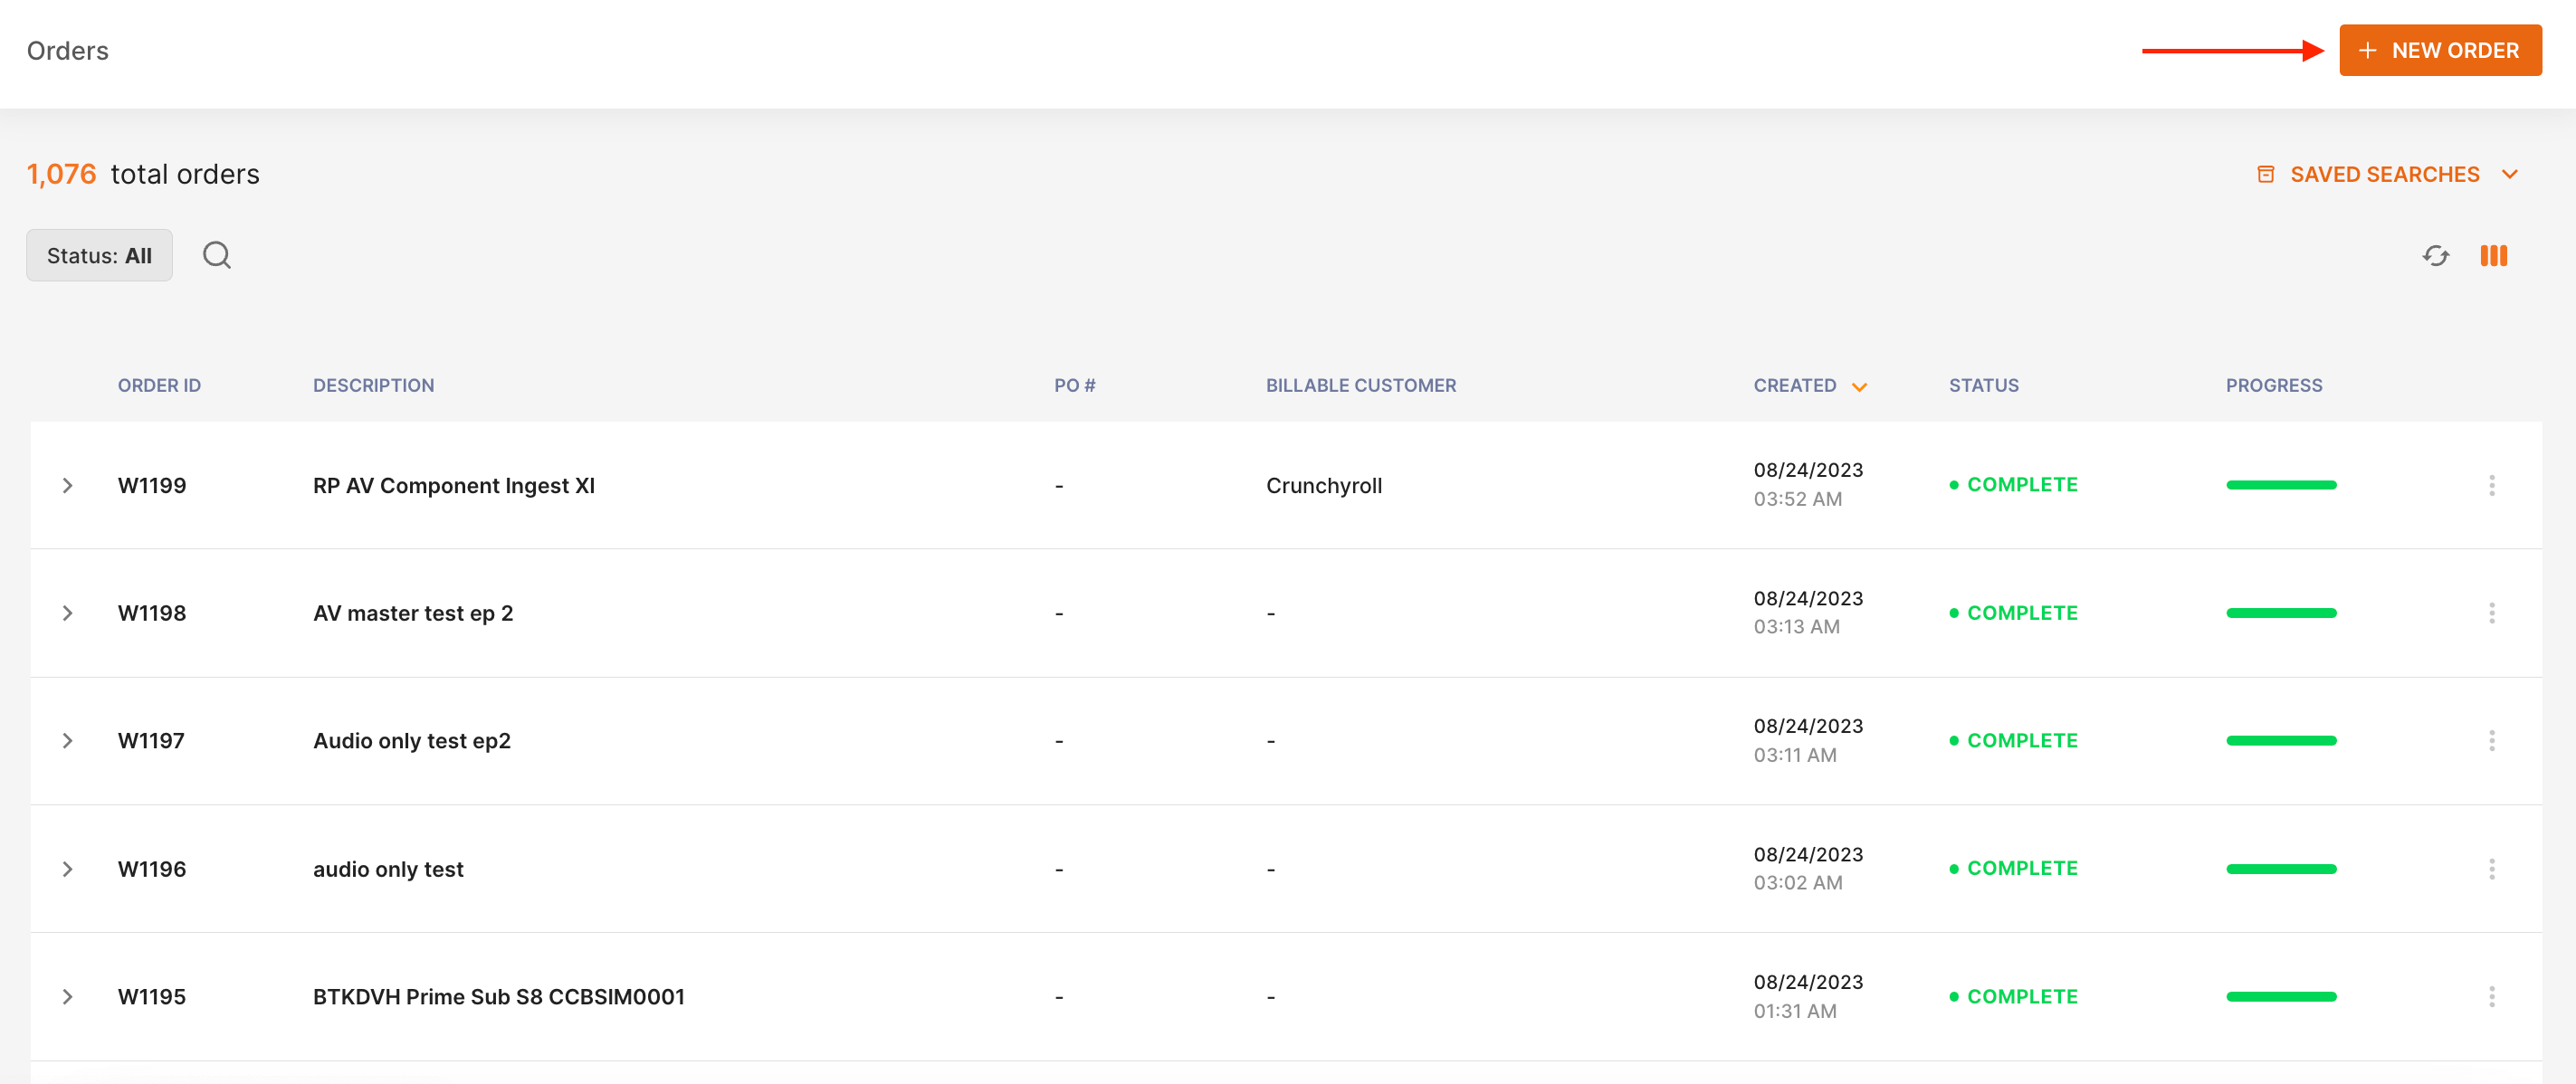 Orders
+ NEW ORDER
1,076 total orders
SAVED SEARCHES
Status: All
ORDER ID DESCRIPTION PO # BILLABLE CUSTOMER CREATED STATUS PROGRESS
W1199 RP AV Component Ingest XI - Crunchyroll 08/24/2023 COMPLETE
03:52 AM
W1198 AV master test ep 2 - - 08/24/2023 COMPLETE
03:13 AM
W1197 Audio only test ep2 - - 08/24/2023 COMPLETE
03:11 AM
W1196 audio only test - - 08/24/2023 COMPLETE
03:02 AM
W1195 BTKDVH Prime Sub S8 CCBSIM0001 - - 08/24/2023 COMPLETE
01:31 AM